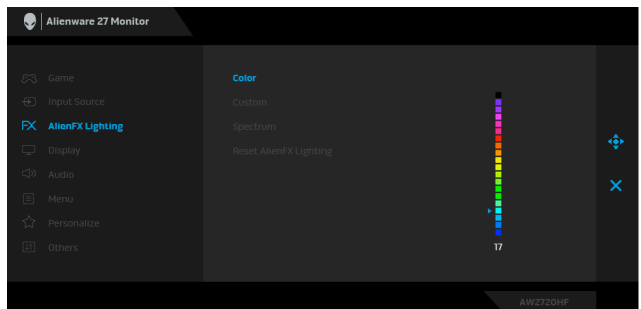 Alienware 27 Monitor
Game
Input Source
FX AlienFX Lighting
Display
Audio
Menu
Personalize
Others
Color
Custom
Spectrum
Reset AlienFX Lighting
17
AW2720HF